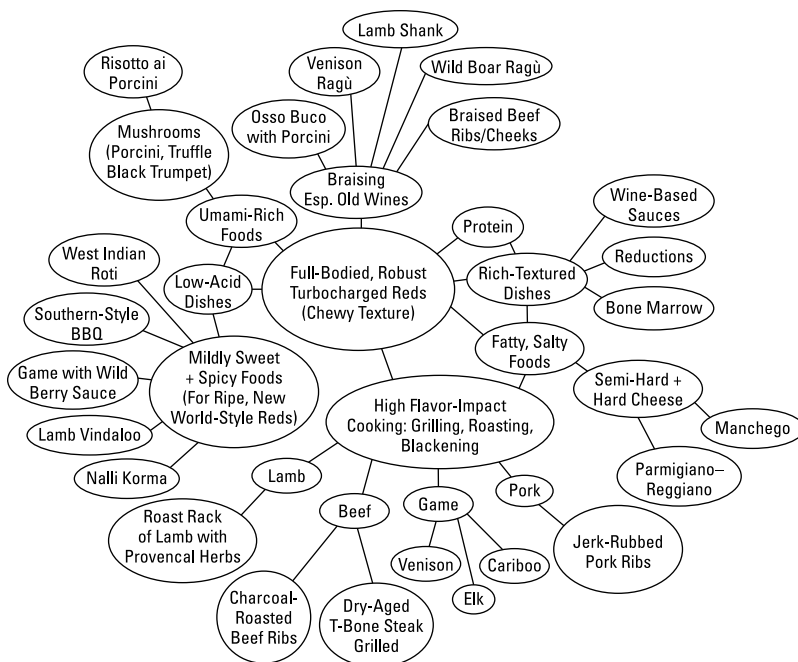 Lamb Shank
Risotto ai
Porcini
Venison
Ragù
Wild Boar Ragù
Mushrooms
(Porcini, Truffle
Black Trumpet)
Osso Buco
with Porcini
Braised Beef
Ribs/Cheeks
Braising
Esp. Old Wines
Wine-Based
Sauces
Umami-Rich
Foods
Protein
West Indian
Roti
Low-Acid
Dishes
Full-Bodied, Robust
Turbocharged Reds
(Chewy Texture)
Rich-Textured
Dishes
Reductions
Bone Marrow
Southern-Style
BBQ
Fatty, Salty
Foods
Game with Wild
Berry Sauce
Mildly Sweet
+ Spicy Foods
(For Ripe, New
World-Style Reds)
Semi-Hard +
Hard Cheese
High Flavor-Impact
Cooking: Grilling, Roasting,
Blackening
Manchego
Lamb Vindaloo
Nalli Korma
Lamb
Parmigiano–
Reggiano
Beef
Game
Pork
Roast Rack
of Lamb with
Provencal Herbs
Jerk-Rubbed
Pork Ribs
Venison
Cariboo
Elk
Charcoal-
Roasted
Beef Ribs
Dry-Aged
T-Bone Steak
Grilled